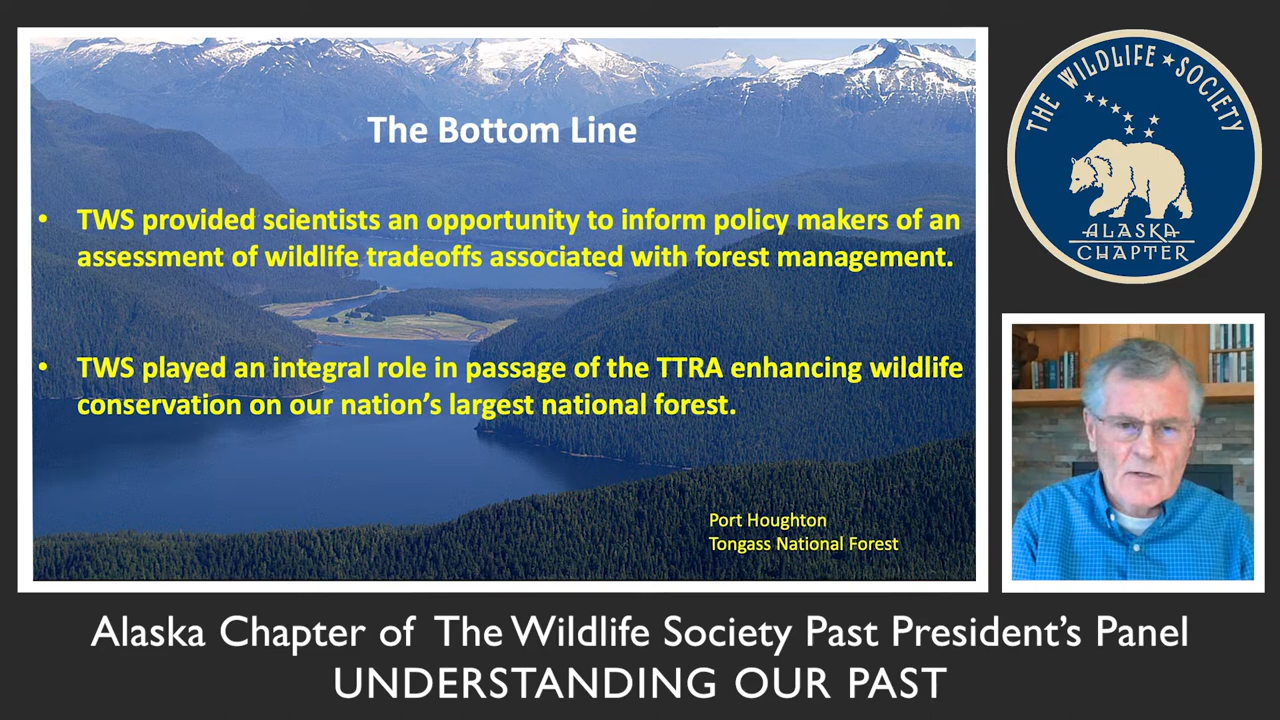 The Bottom Line
• TWS provided scientists an opportunity to inform policy makers of an
assessment of wildlife tradeoffs associated with forest management.
• TWS played an integral role in passage of the TTRA enhancing wildlife
conservation on our nation's largest national forest.
Port Houghton
Tongass National Forest
THE WILDLIFE SOCIETY
ALASKA
CHAPTER
Alaska Chapter of The Wildlife Society Past President's Panel
UNDERSTANDING OUR PAST